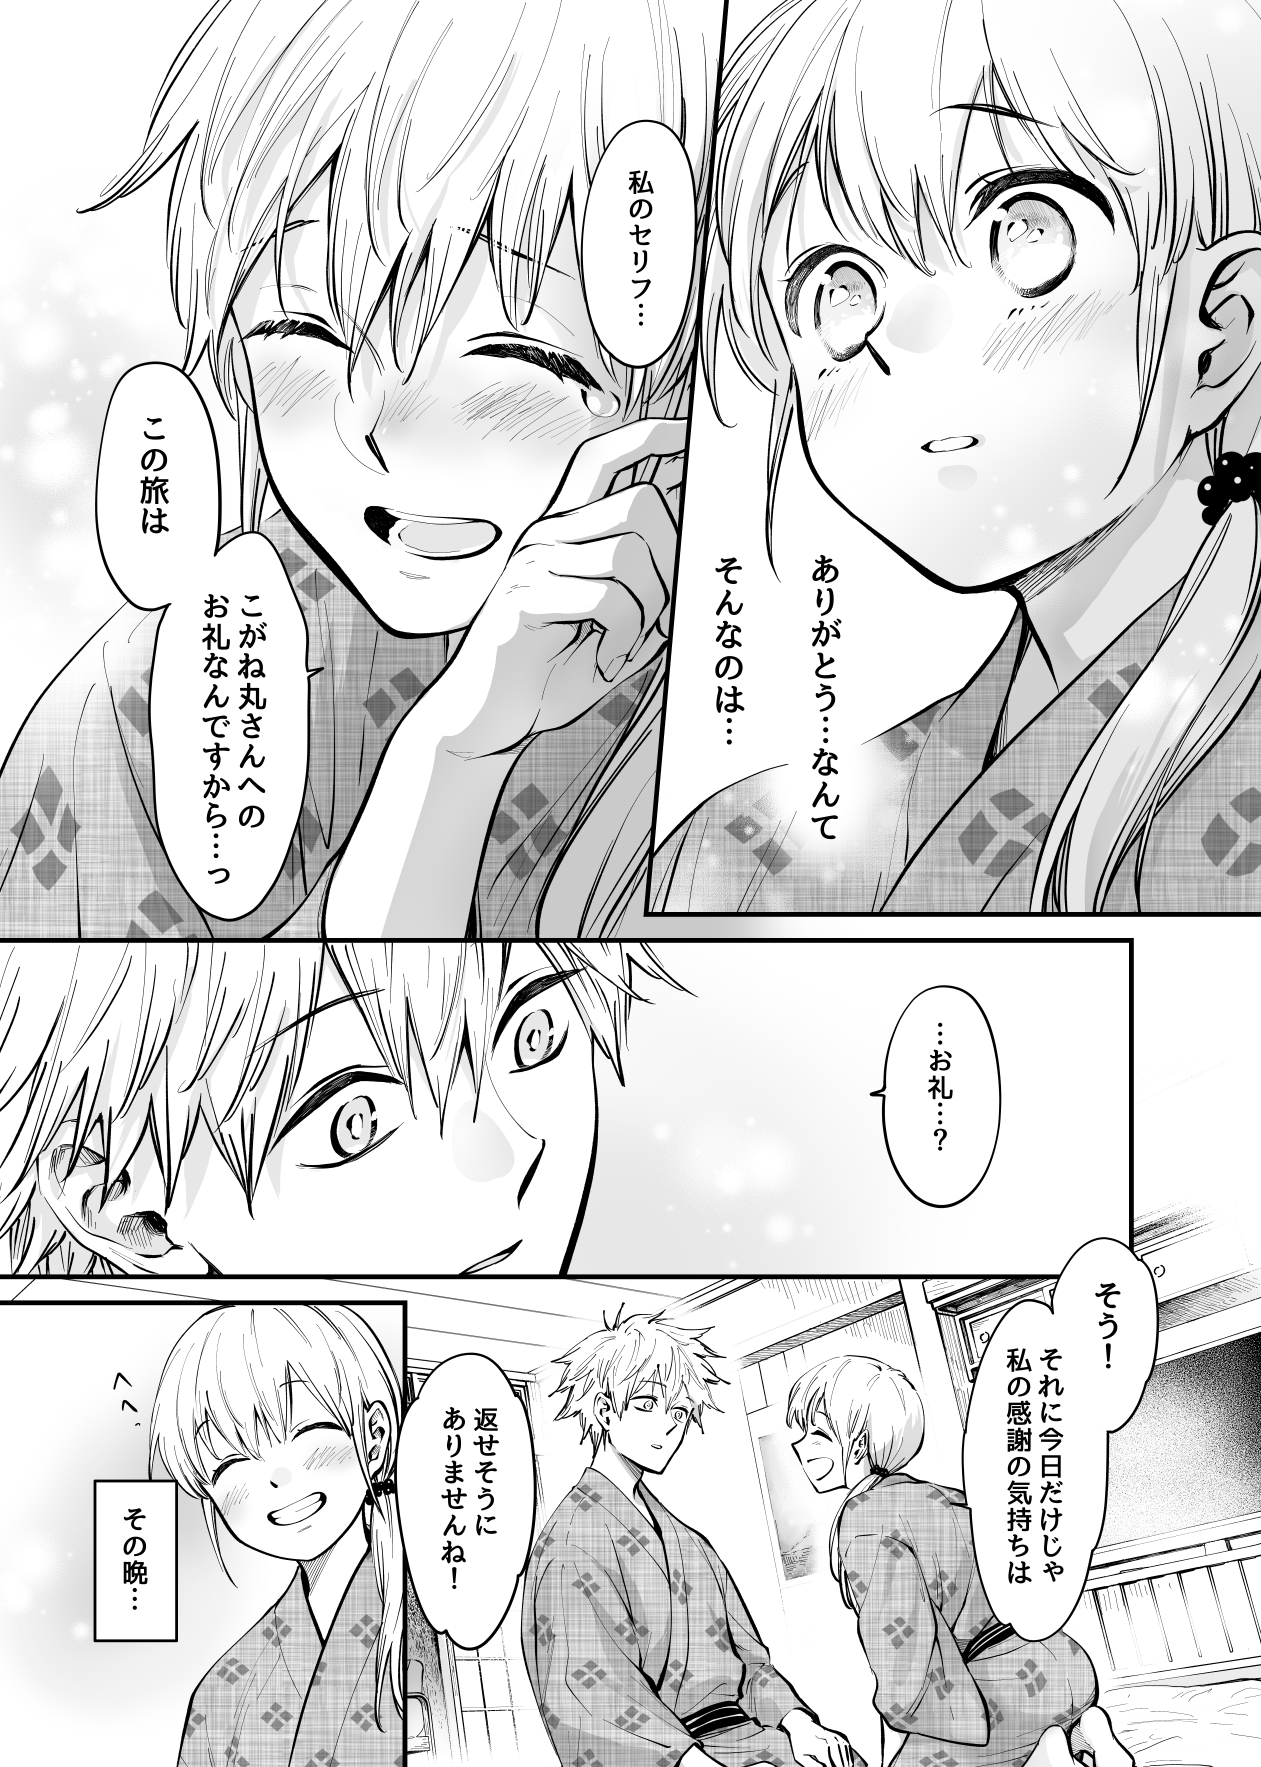 ありがとう…なんて
そんなのは…
私のセリフ…
この旅は
こがね丸さんへの
お礼なんですから…っ
…お礼…？
そう！
それに今日だけじゃ
私の感謝の気持ちは
返せそうに
ありませんね！
その晩…